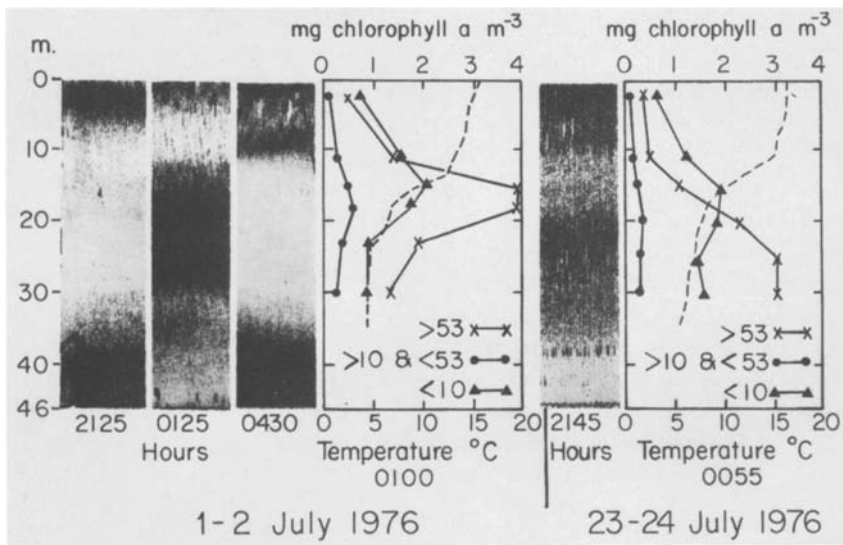 mg chlorophyll a m⁻³
mg chlorophyll a m⁻³
m.
0 1 2 3 4
0 1 2 3 4
0
10
20
30
40
46
>53
>10 & <53
<10
>53
>10 & <53
<10
2125 0125 0430
0 5 10 15 20
2145
0 5 10 15 20
Hours
Temperature °C
Hours
Temperature °C
0100
0055
1-2 July 1976
23-24 July 1976